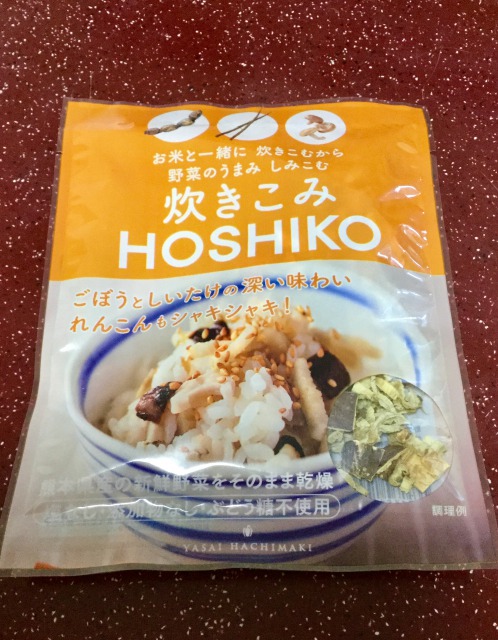 お米と一緒に 炊きこむから
野菜のうまみ しみこむ
炊きこみ
HOSHIKO
ごぼうとしいたけの深い味わい
れんこんもシャキシャキ!
産の新鮮野菜をそのまま乾燥
ぶどう糖不使用
調理例
YASAI HACHIMAKI